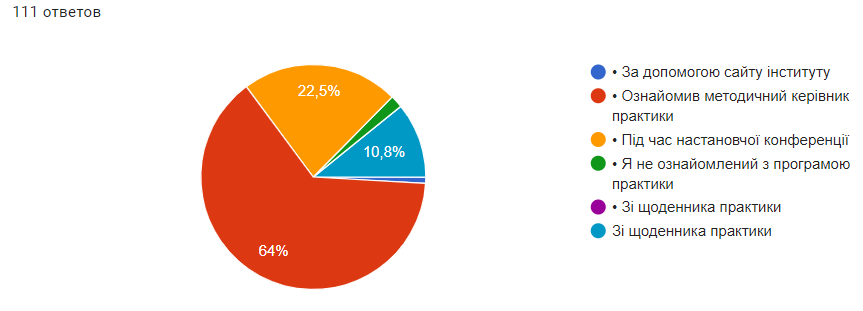 111 ответов
22,5%
10,8%
64%
• За допомогою сайту інституту
• Ознайомив методичний керівник
практики
• Під час настановчої конференції
• Я не ознайомлений з програмою
практики
• Зі щоденника практики
Зі щоденника практики